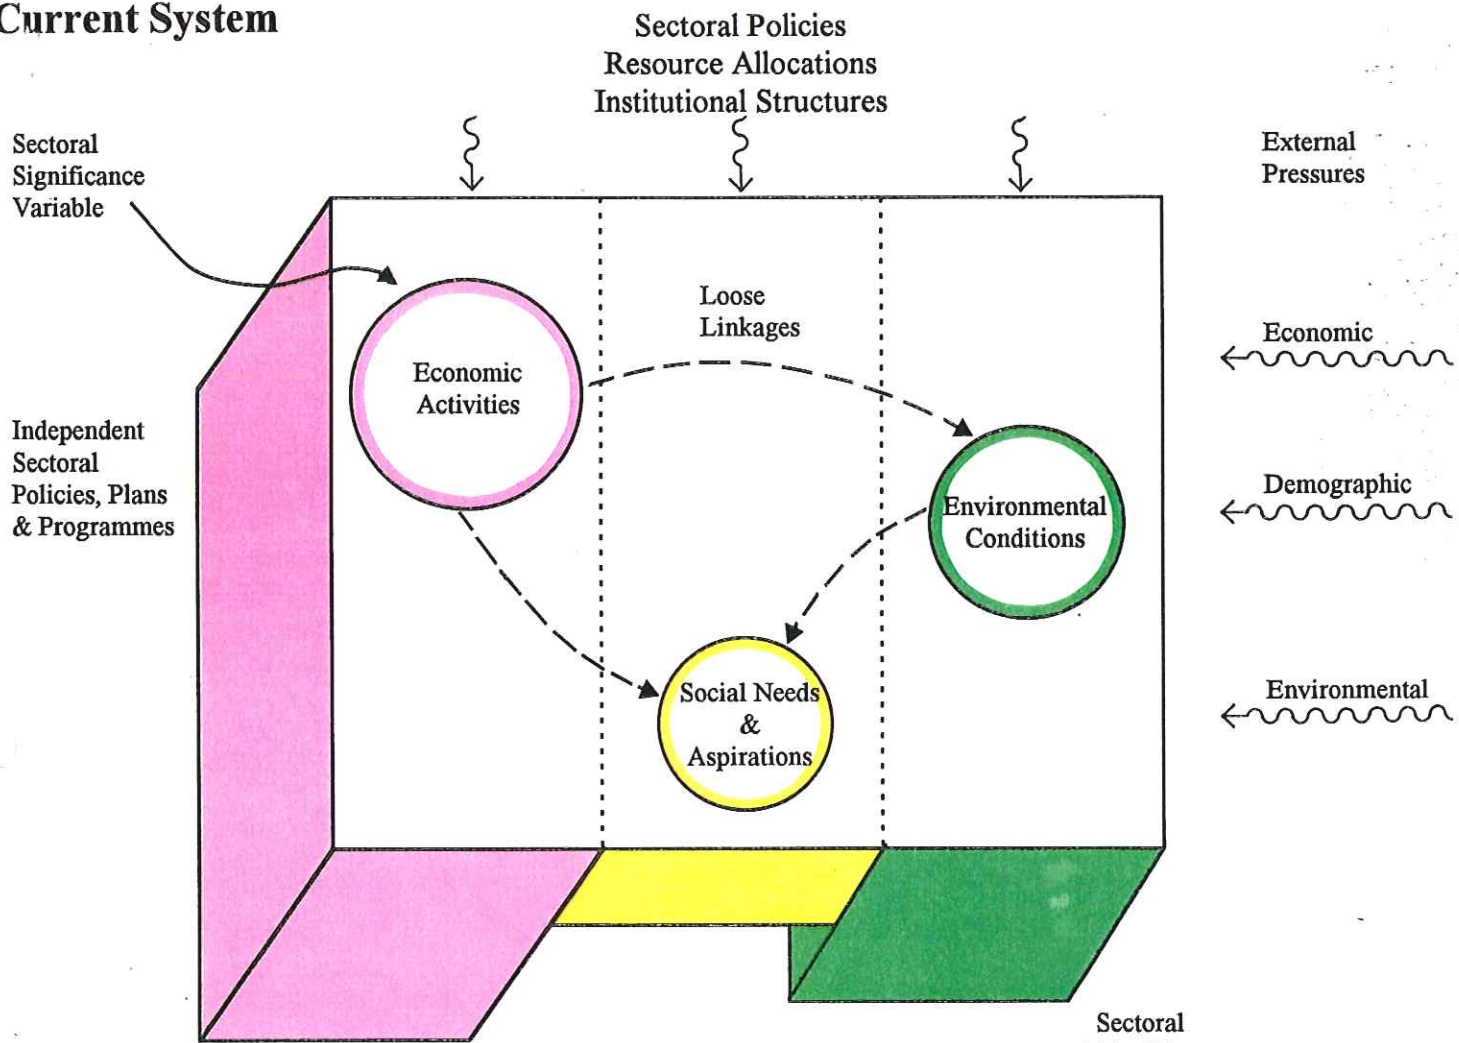 Current System
Sectoral Policies
Resource Allocations
Institutional Structures
Sectoral
Significance
Variable
External
Pressures
Loose
Linkages
Economic
Economic
Activities
Independent
Sectoral
Policies, Plans
& Programmes
Demographic
Environmental
Conditions
Environmental
Social Needs
&
Aspirations
Sectoral